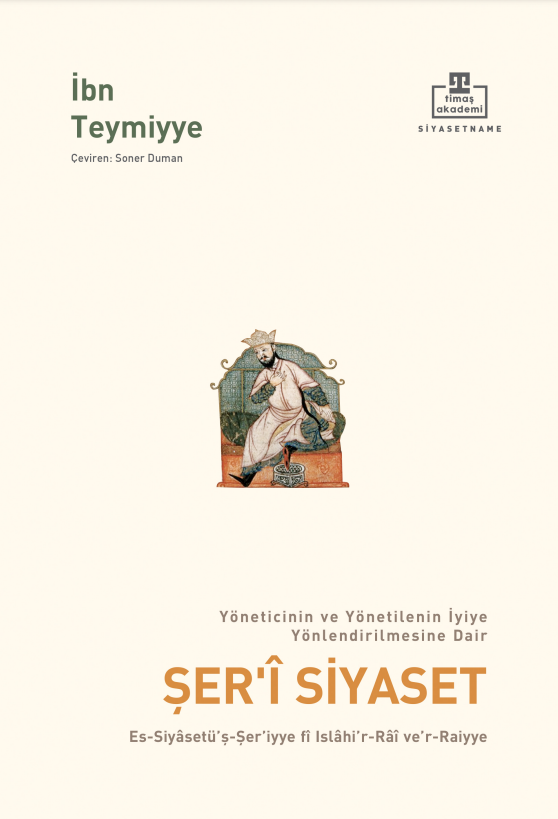 İbn
Teymiyye
Çeviren: Soner Duman
timaş
akademi
SİYASETNAME
Yöneticinin ve Yönetilenin İyiye
Yönlendirilmesine Dair
ŞER'Î SİYASET
Es-Siyâsetü’ş-Şer’iyye fî Islâhi’r-Râî ve’r-Raiyye